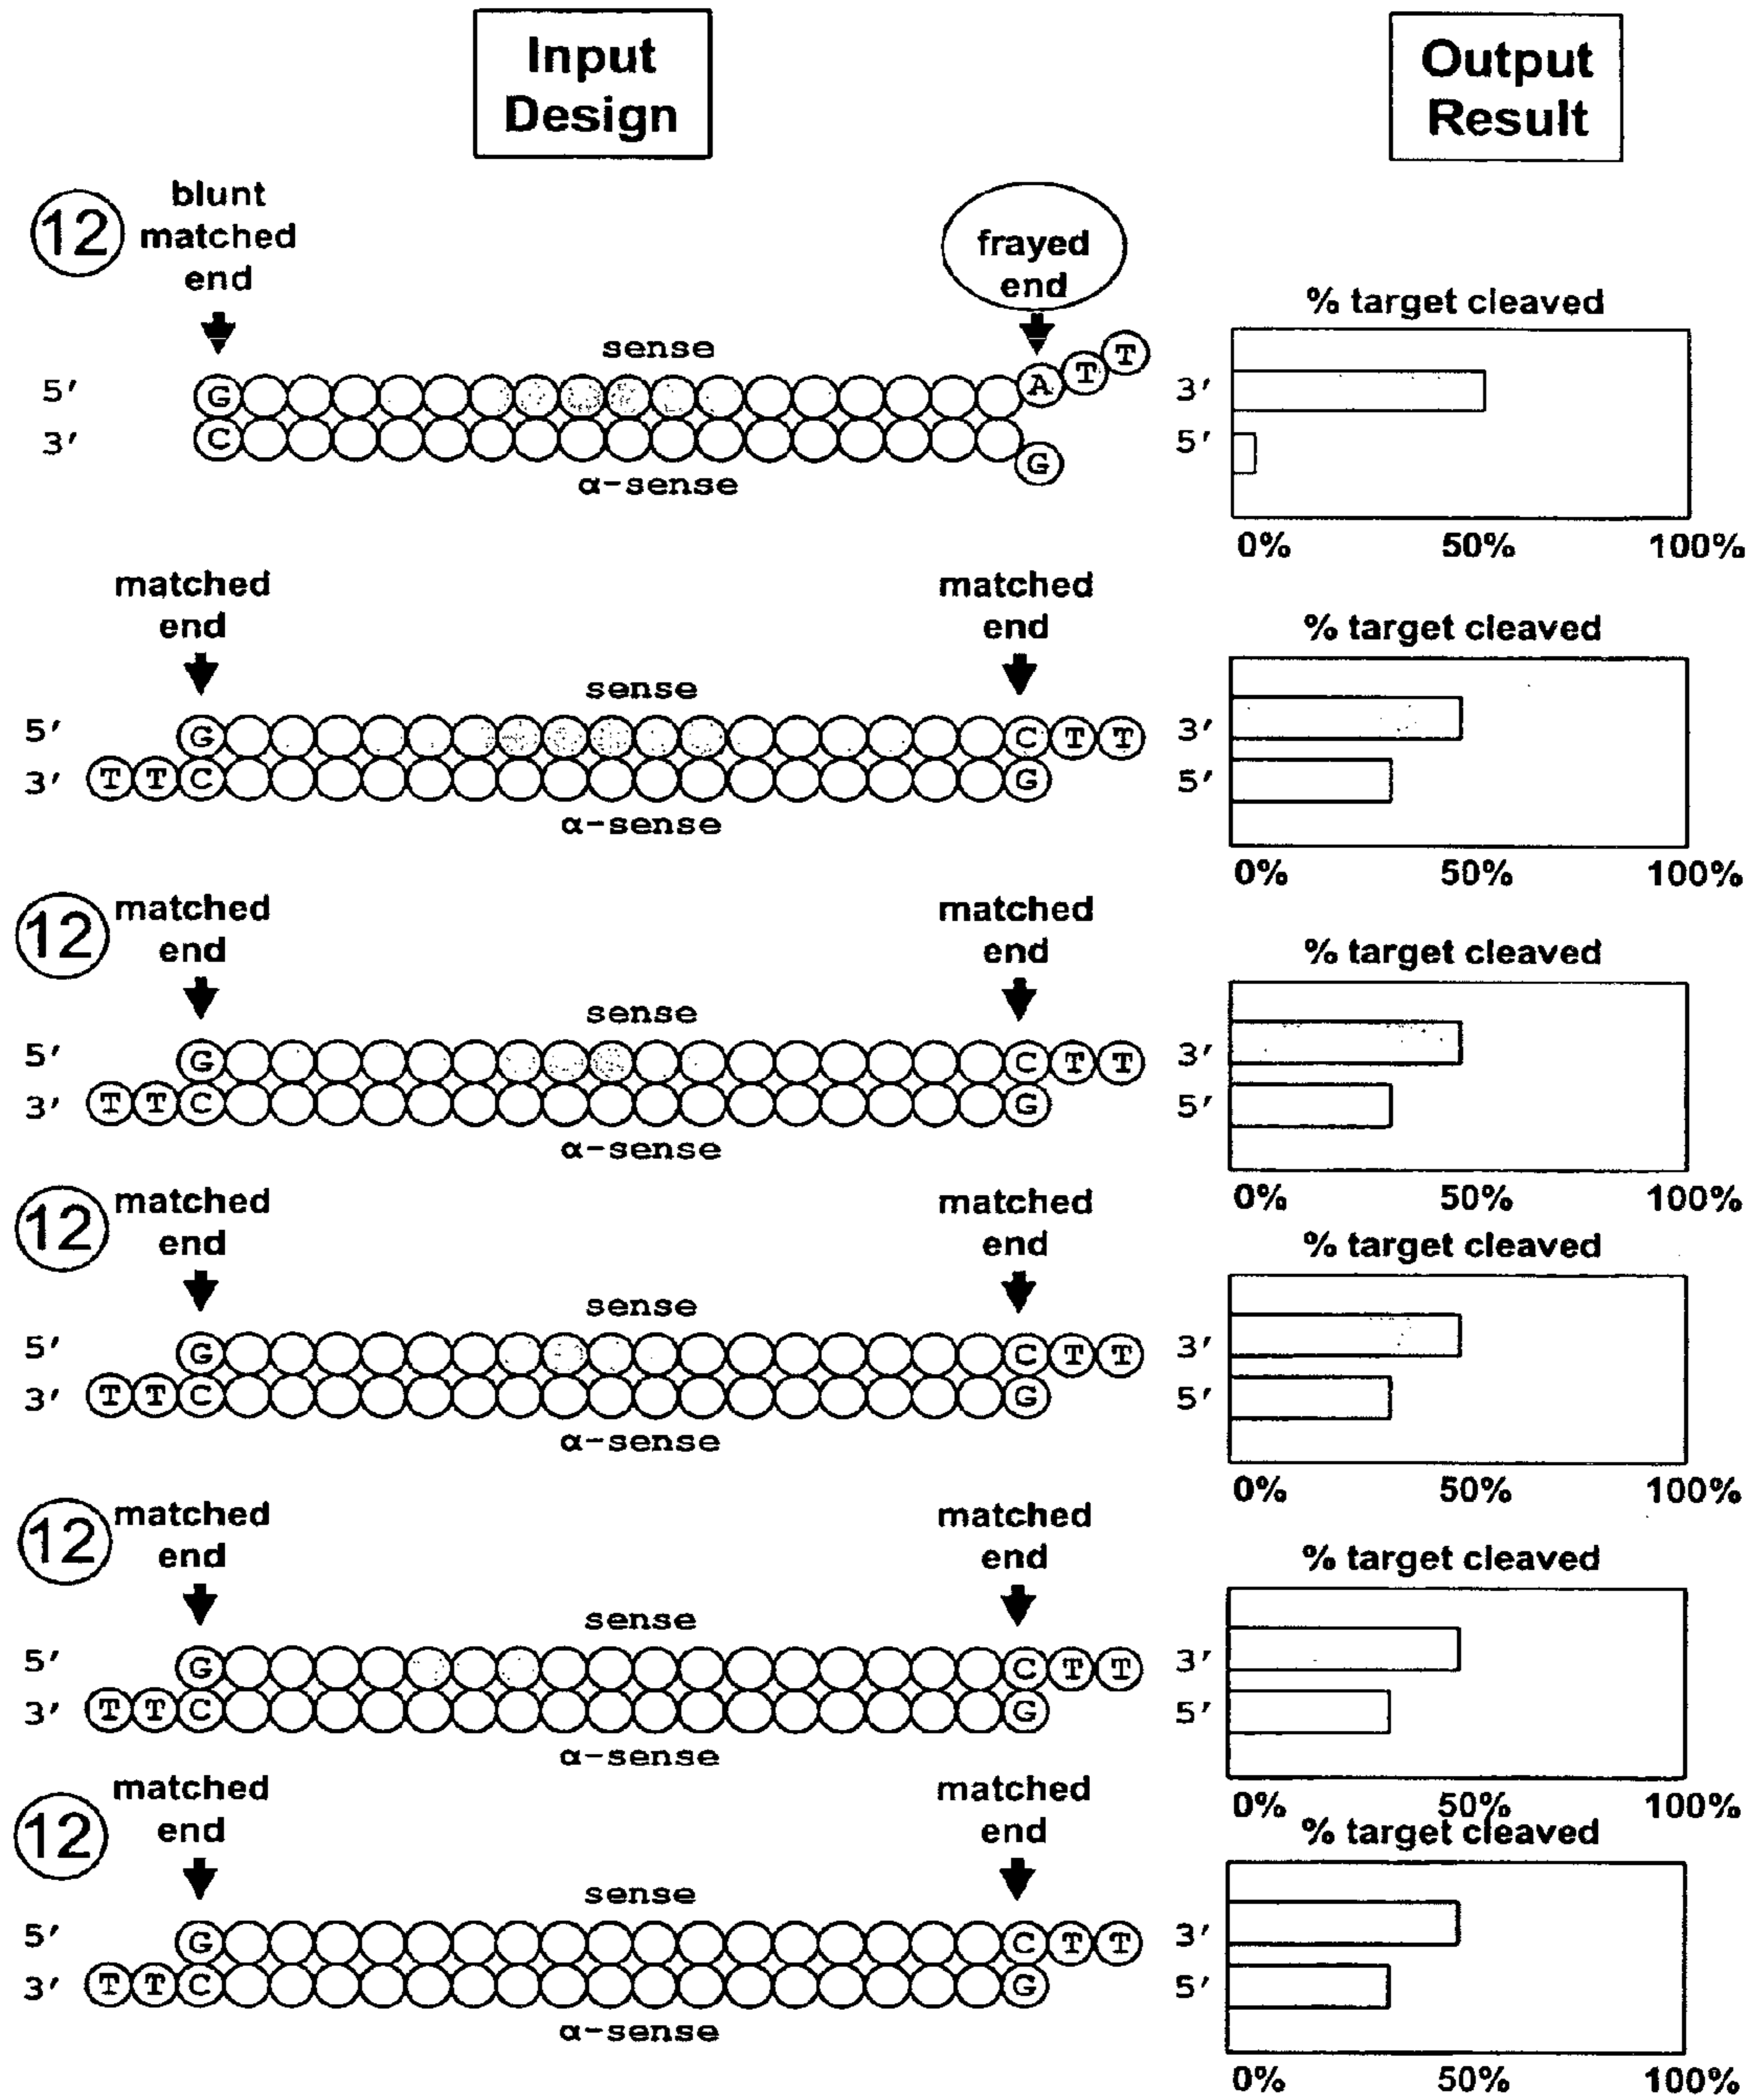 Input
Design
Output
Result
12
blunt
matched
end
frayed
end
% target cleaved
sense
5′ G A T T
3′ C G
α-sense
3′
5′
0% 50% 100%
matched
end
matched
end
% target cleaved
sense
5′ G C T T
3′ T T C G
α-sense
3′
5′
0% 50% 100%
12
matched
end
matched
end
% target cleaved
sense
5′ G C T T
3′ T T C G
α-sense
3′
5′
0% 50% 100%
12
matched
end
matched
end
% target cleaved
sense
5′ G C T T
3′ T T C G
α-sense
3′
5′
0% 50% 100%
12
matched
end
matched
end
% target cleaved
sense
5′ G C T T
3′ T T C G
α-sense
3′
5′
0% 50% 100%
12
matched
end
matched
end
% target cleaved
sense
5′ G C T T
3′ T T C G
α-sense
3′
5′
0% 50% 100%